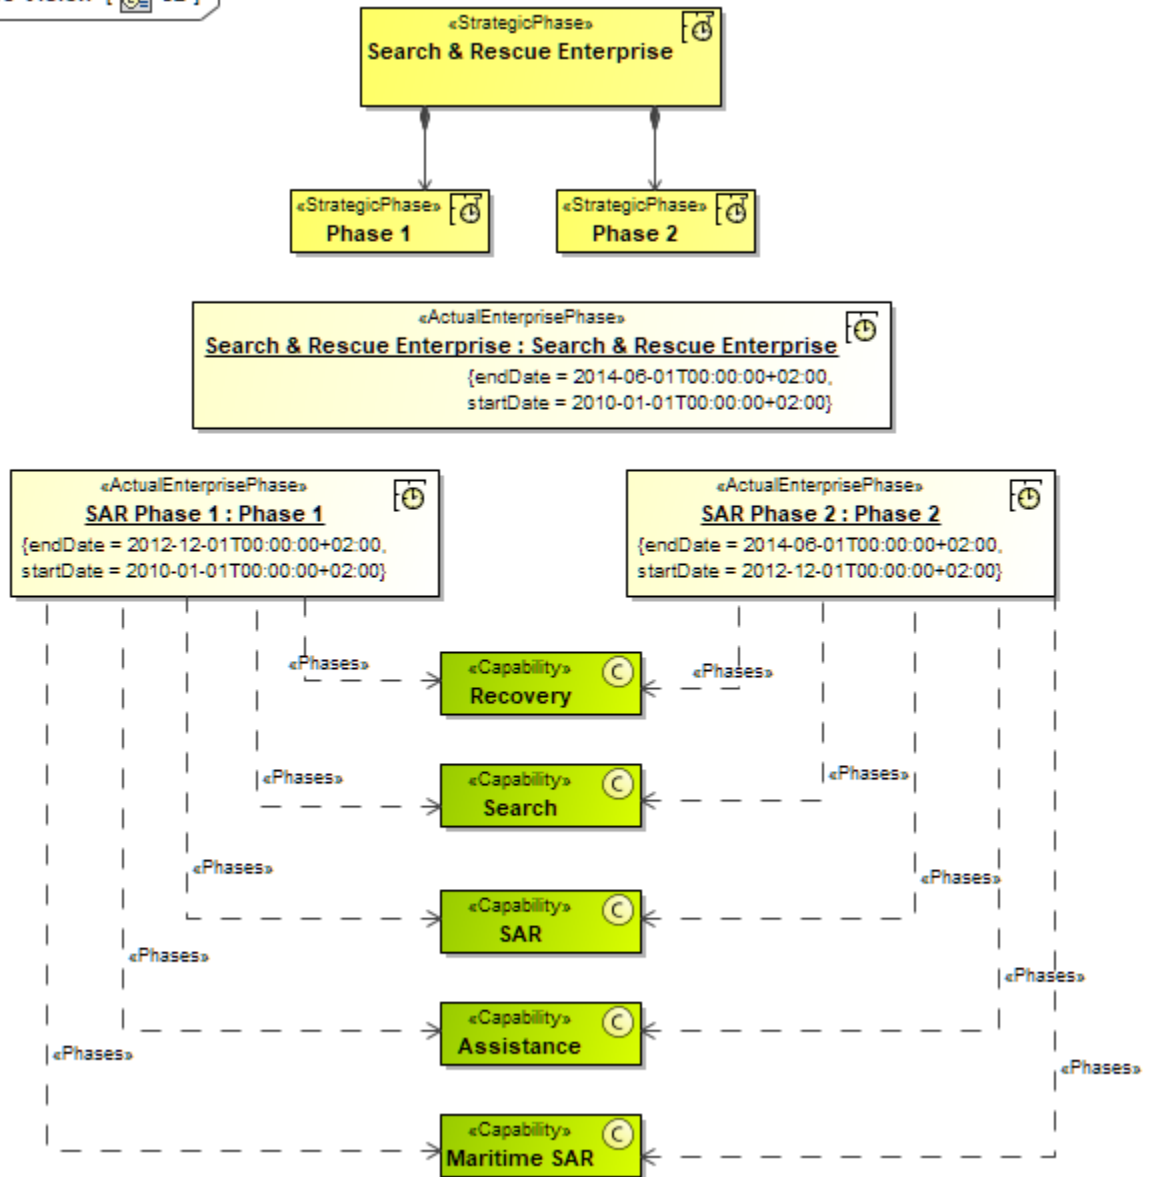 «StrategicPhase»
Search & Rescue Enterprise
«StrategicPhase»
Phase 1
«StrategicPhase»
Phase 2
«ActualEnterprisePhase»
Search & Rescue Enterprise : Search & Rescue Enterprise
{endDate = 2014-06-01T00:00:00+02:00,
startDate = 2010-01-01T00:00:00+02:00}
«ActualEnterprisePhase»
SAR Phase 1 : Phase 1
{endDate = 2012-12-01T00:00:00+02:00,
startDate = 2010-01-01T00:00:00+02:00}
«ActualEnterprisePhase»
SAR Phase 2 : Phase 2
{endDate = 2014-06-01T00:00:00+02:00,
startDate = 2012-12-01T00:00:00+02:00}
«Phases»
«Capability» C
Recovery
«Phases»
«Phases»
«Capability» C
Search
«Phases»
«Phases»
«Capability» C
SAR
«Phases»
«Phases»
«Capability» C
Assistance
«Phases»
«Phases»
«Capability» C
Maritime SAR
«Phases»